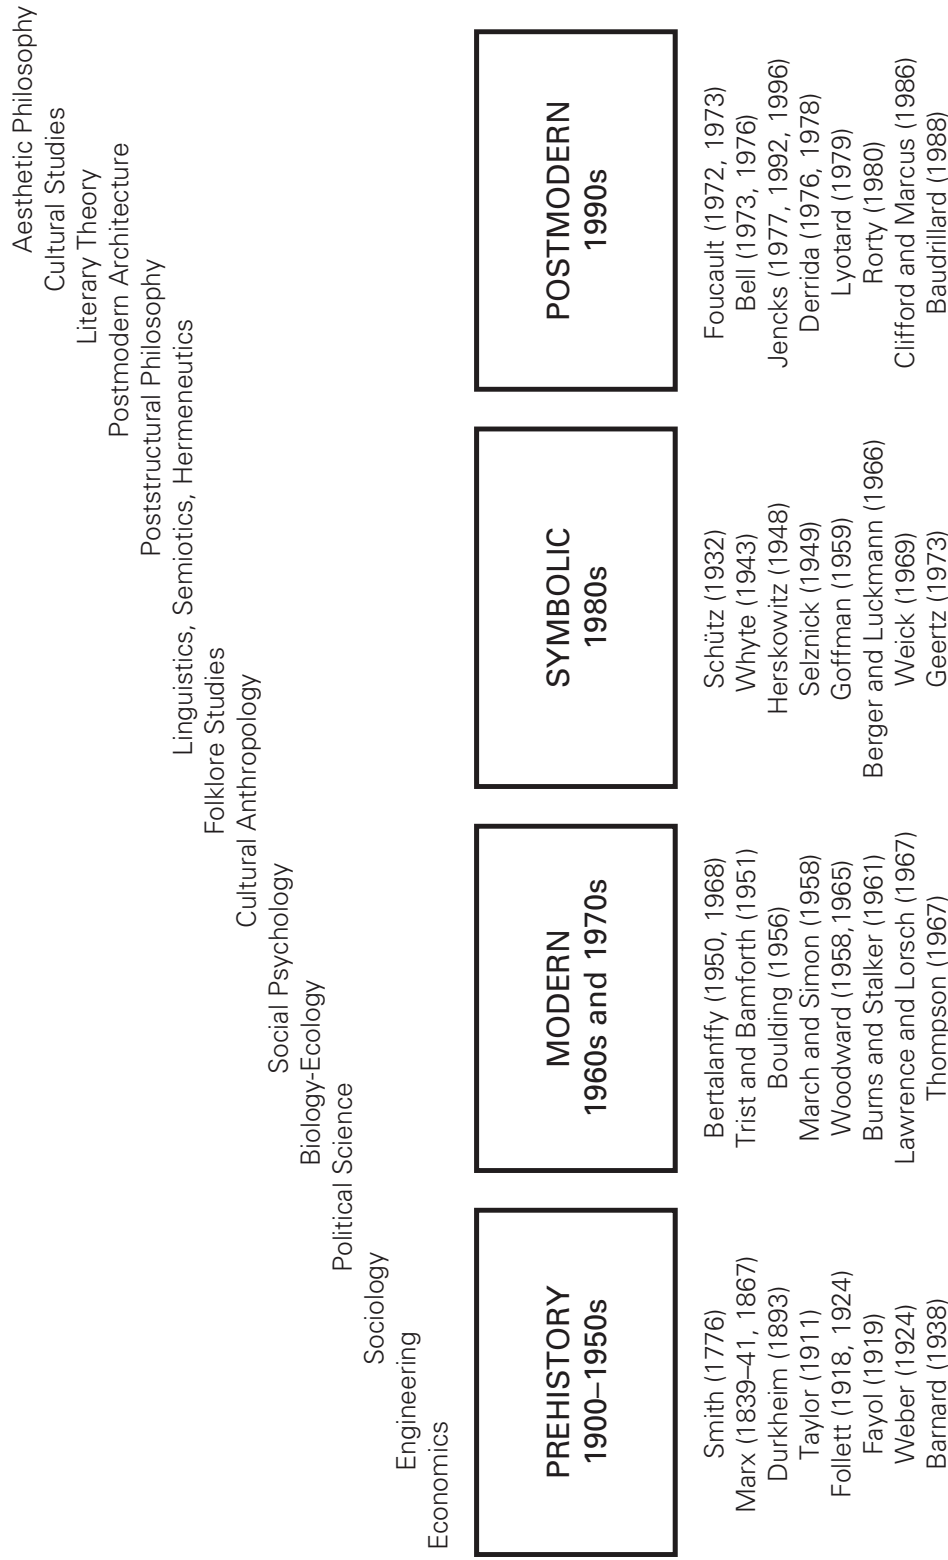 Aesthetic Philosophy
Cultural Studies
Literary Theory
Postmodern Architecture
Poststructural Philosophy
Linguistics, Semiotics, Hermeneutics
Folklore Studies
Cultural Anthropology
Social Psychology
Biology-Ecology
Political Science
Sociology
Engineering
Economics
PREHISTORY
1900–1950s
Smith (1776)
Marx (1839–41, 1867)
Durkheim (1893)
Taylor (1911)
Follett (1918, 1924)
Fayol (1919)
Weber (1924)
Barnard (1938)
MODERN
1960s and 1970s
Bertalanffy (1950, 1968)
Trist and Bamforth (1951)
Boulding (1956)
March and Simon (1958)
Woodward (1958, 1965)
Burns and Stalker (1961)
Lawrence and Lorsch (1967)
Thompson (1967)
SYMBOLIC
1980s
Schütz (1932)
Whyte (1943)
Herskowitz (1948)
Selznick (1949)
Goffman (1959)
Berger and Luckmann (1966)
Weick (1969)
Geertz (1973)
POSTMODERN
1990s
Foucault (1972, 1973)
Bell (1973, 1976)
Jencks (1977, 1992, 1996)
Derrida (1976, 1978)
Lyotard (1979)
Rorty (1980)
Clifford and Marcus (1986)
Baudrillard (1988)